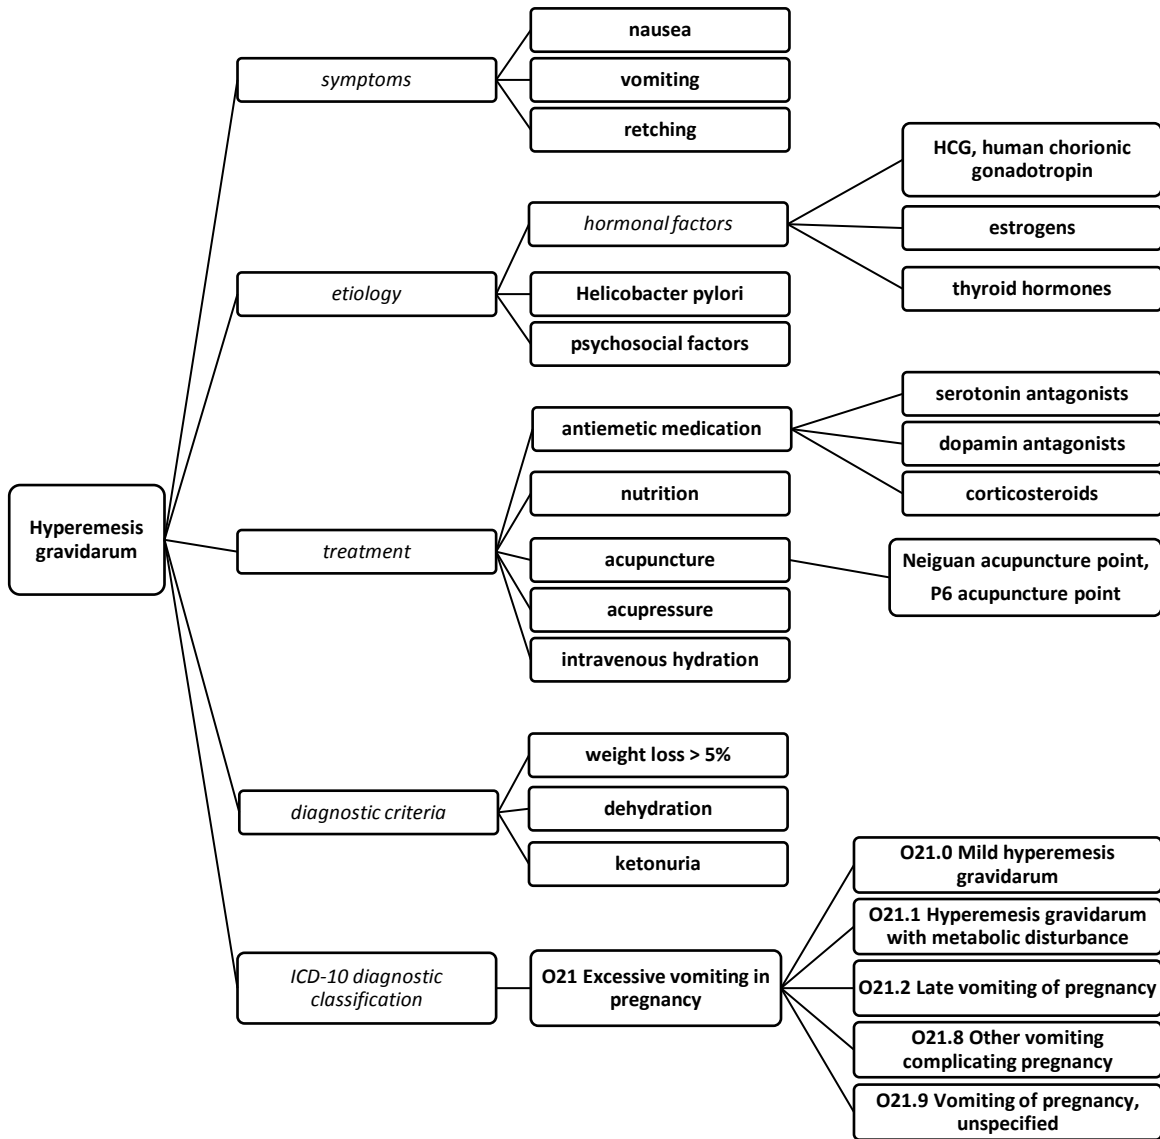 Hyperemesis
gravidarum
symptoms
nausea
vomiting
retching
etiology
hormonal factors
HCG, human chorionic
gonadotropin
estrogens
thyroid hormones
Helicobacter pylori
psychosocial factors
treatment
antiemetic medication
serotonin antagonists
dopamin antagonists
corticosteroids
nutrition
acupuncture
Neiguan acupuncture point,
P6 acupuncture point
acupressure
intravenous hydration
diagnostic criteria
weight loss > 5%
dehydration
ketonuria
ICD-10 diagnostic
classification
O21 Excessive vomiting in
pregnancy
O21.0 Mild hyperemesis
gravidarum
O21.1 Hyperemesis gravidarum
with metabolic disturbance
O21.2 Late vomiting of pregnancy
O21.8 Other vomiting
complicating pregnancy
O21.9 Vomiting of pregnancy,
unspecified